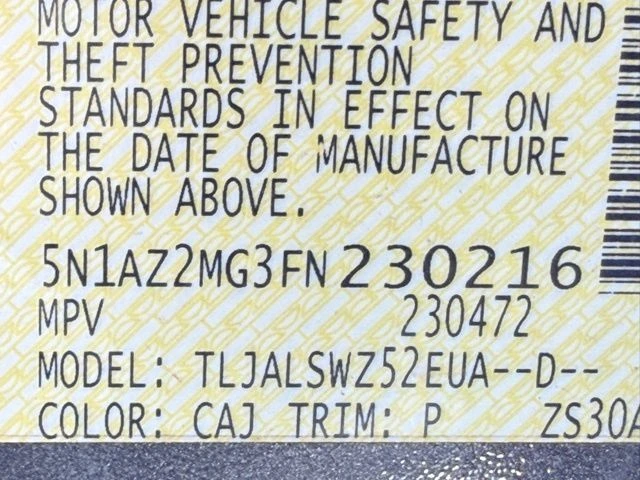 MOTOR VEHICLE SAFETY AND
THEFT PREVENTION
STANDARDS IN EFFECT ON
THE DATE OF MANUFACTURE
SHOWN ABOVE.
5N1AZ2MG3FN230216
MPV 230472
MODEL: TLJALSWZ52EUA--D--
COLOR: CAJ TRIM: P ZS30A